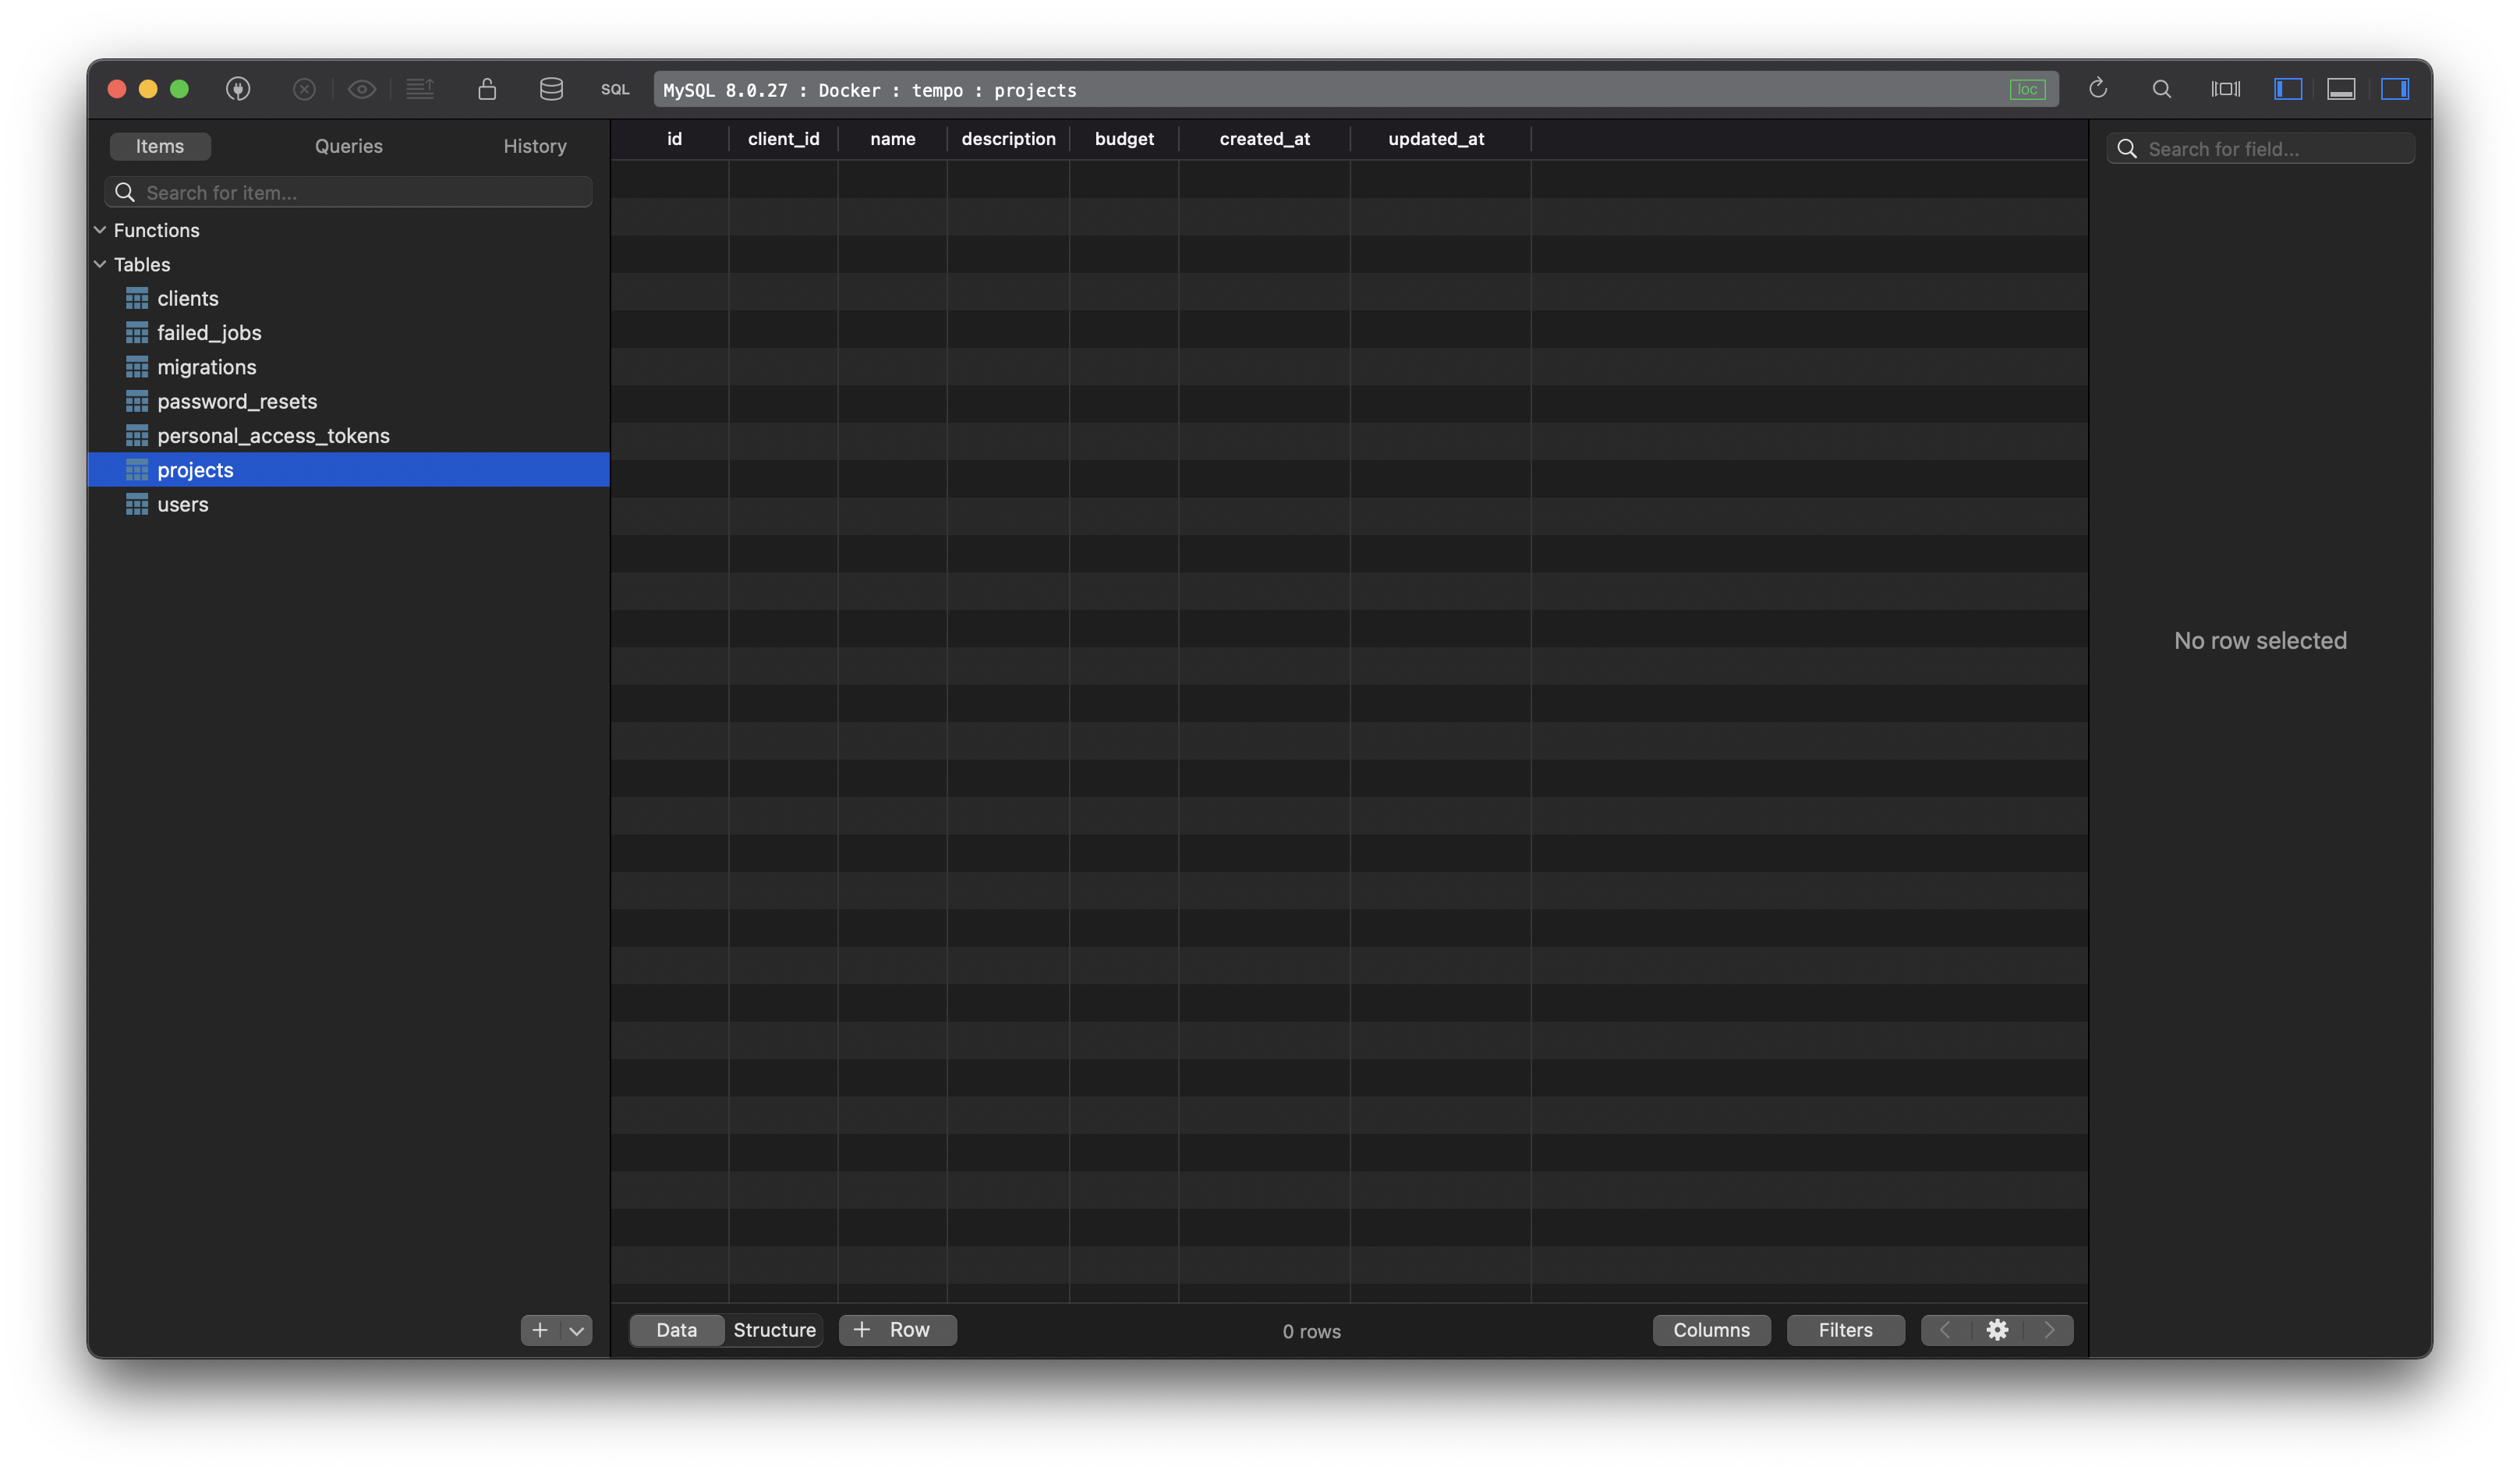 SQL
MySQL 8.0.27 : Docker : tempo : projects
loc
Items
Queries
History
Search for item...
Functions
Tables
clients
failed_jobs
migrations
password_resets
personal_access_tokens
projects
users
id
client_id
name
description
budget
created_at
updated_at
Search for field...
No row selected
Data
Structure
+ Row
0 rows
Columns
Filters